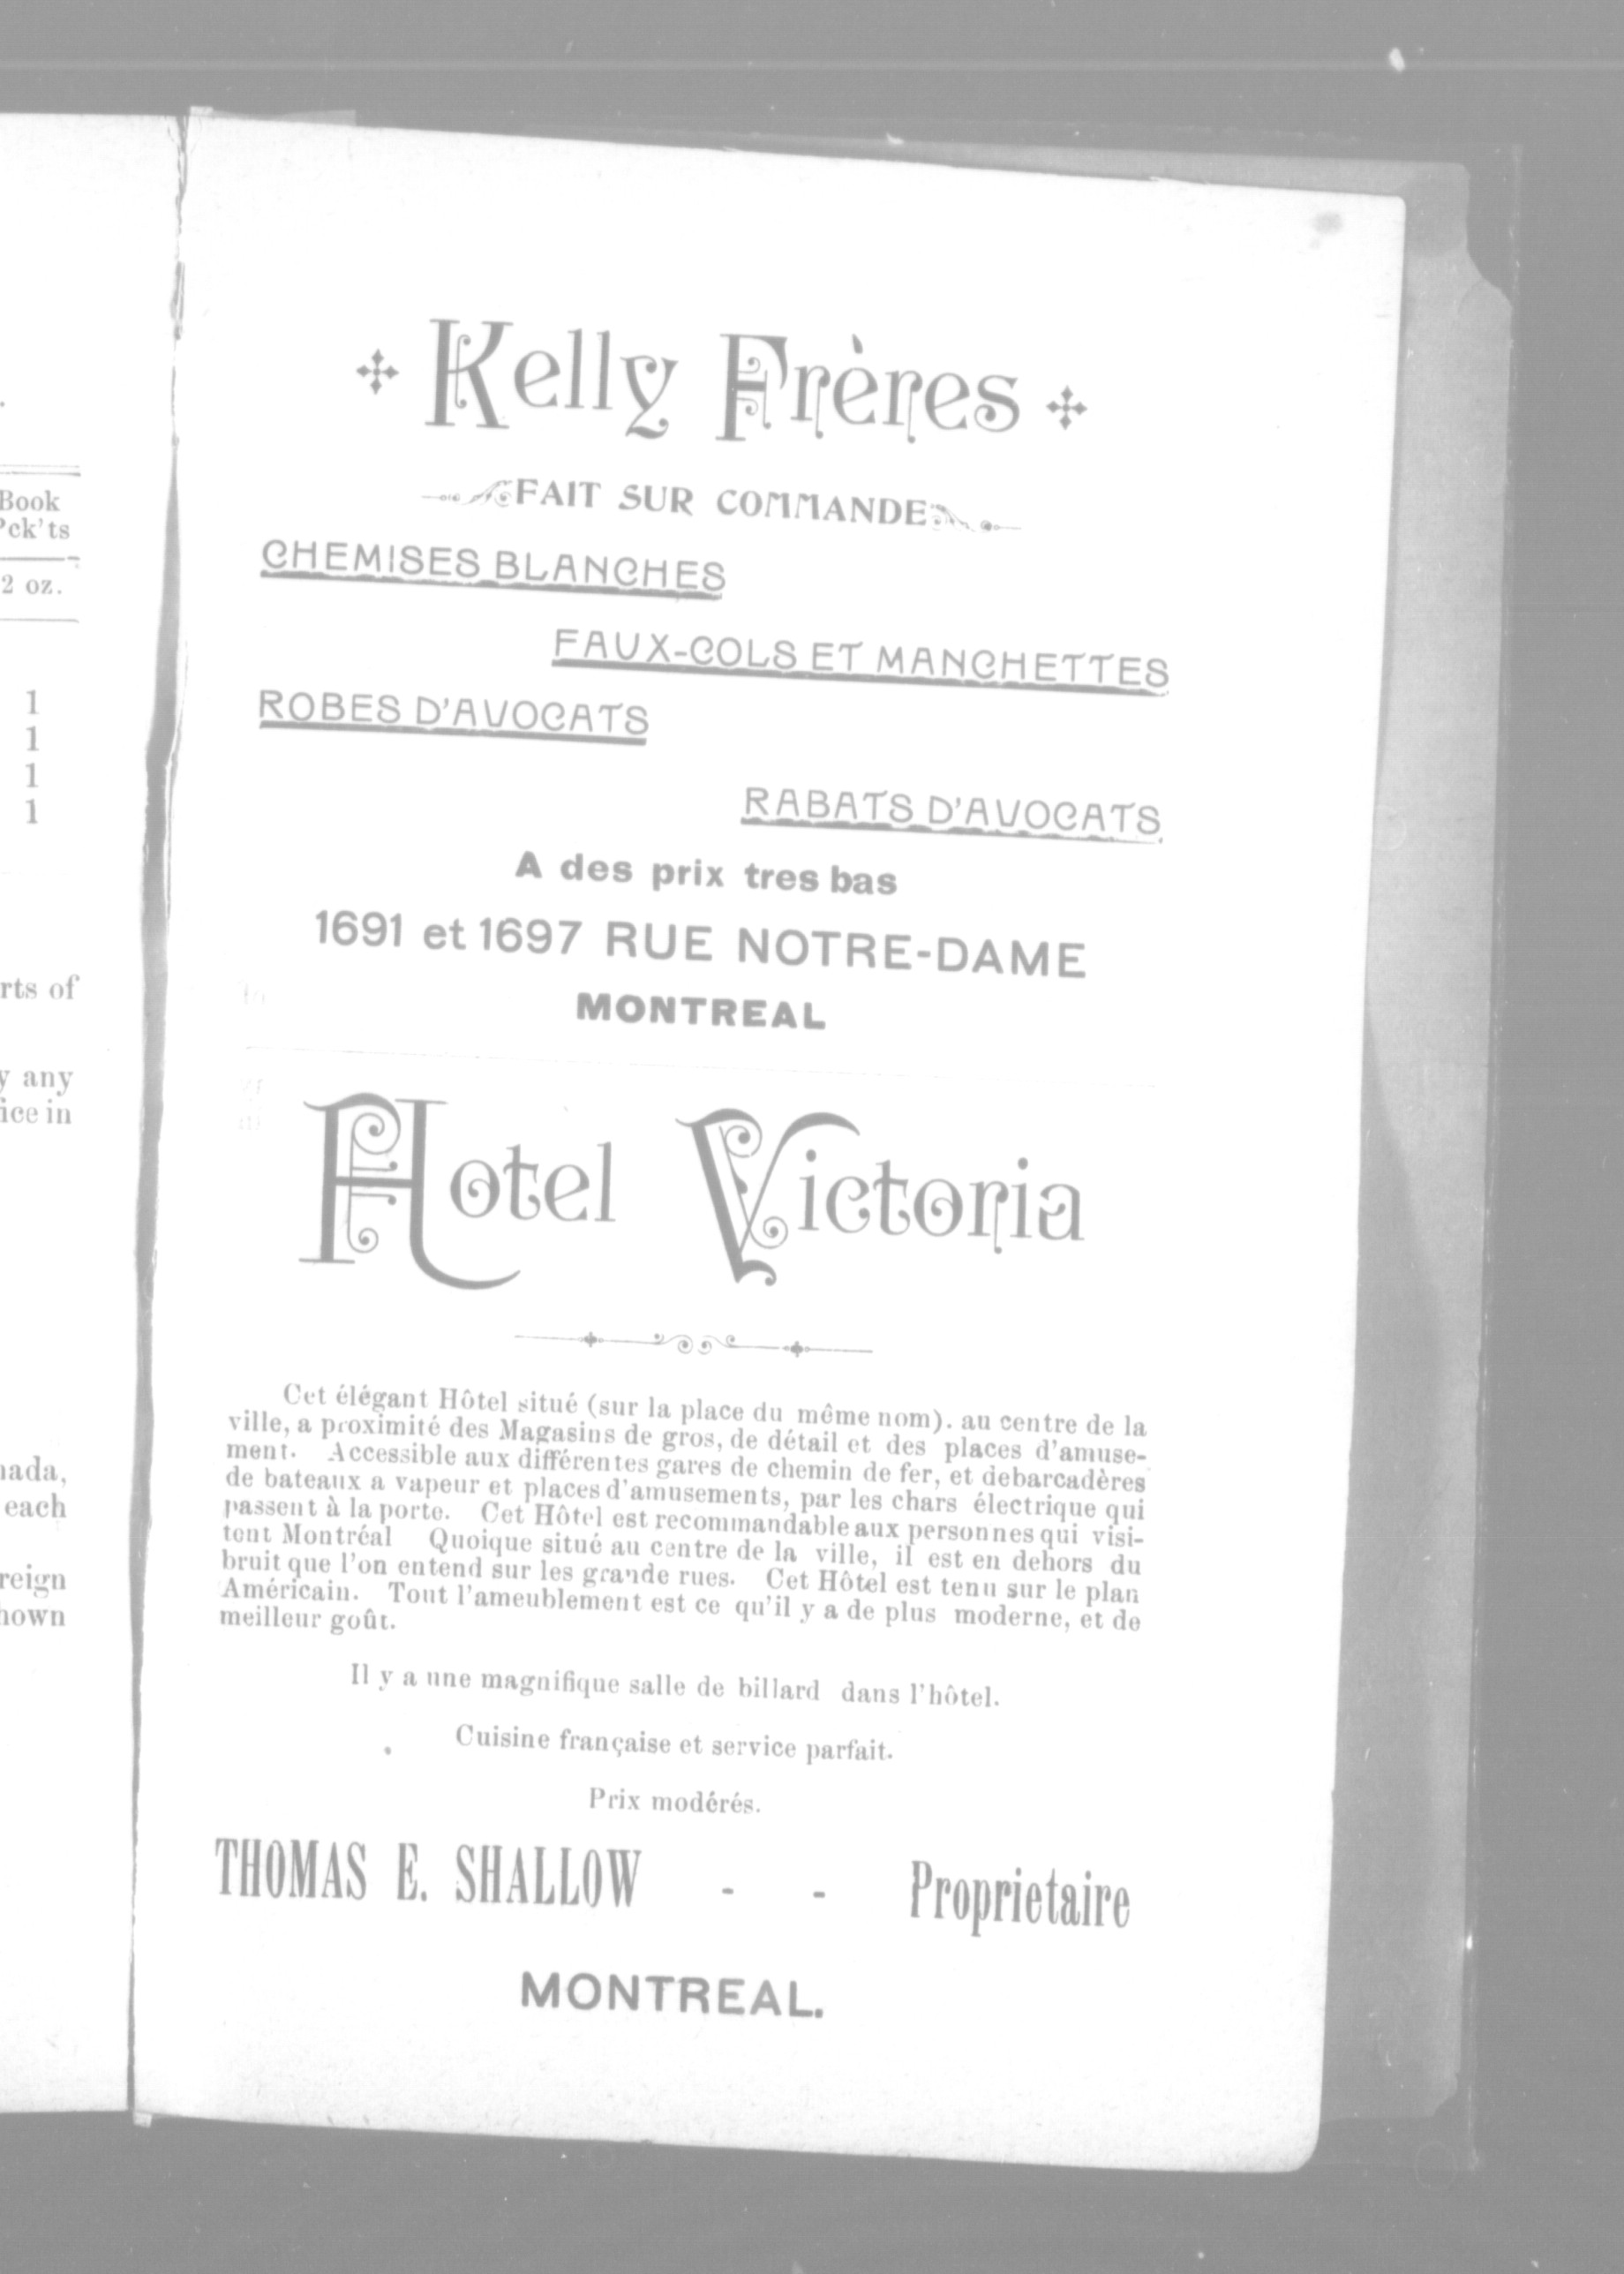 Book
Pck'ts
2 oz.
1
1
1
1
rts of
y any
ice in
nada,
each
reign
hown
Kelly Frères
FAIT SUR COMMANDE
CHEMISES BLANCHES
FAUX-COLS ET MANCHETTES
ROBES D'AVOCATS
RABATS D'AVOCATS
A des prix tres bas
1691 et 1697 RUE NOTRE-DAME
MONTREAL
Hotel Victoria
Cet élégant Hôtel situé (sur la place du même nom). au centre de la
ville, a proximité des Magasins de gros, de détail et des places d'amuse-
ment. Accessible aux différentes gares de chemin de fer, et debarcadères
de bateaux a vapeur et places d'amusements, par les chars électrique qui
passent à la porte. Cet Hôtel est recommandable aux personnes qui visi-
tent Montréal Quoique situé au centre de la ville, il est en dehors du
bruit que l'on entend sur les grande rues. Cet Hôtel est tenu sur le plan
Américain. Tout l'ameublement est ce qu'il y a de plus moderne, et de
meilleur goût.
Il y a une magnifique salle de billard dans l'hôtel.
Cuisine française et service parfait.
Prix modérés.
THOMAS E. SHALLOW - - Proprietaire
MONTREAL.